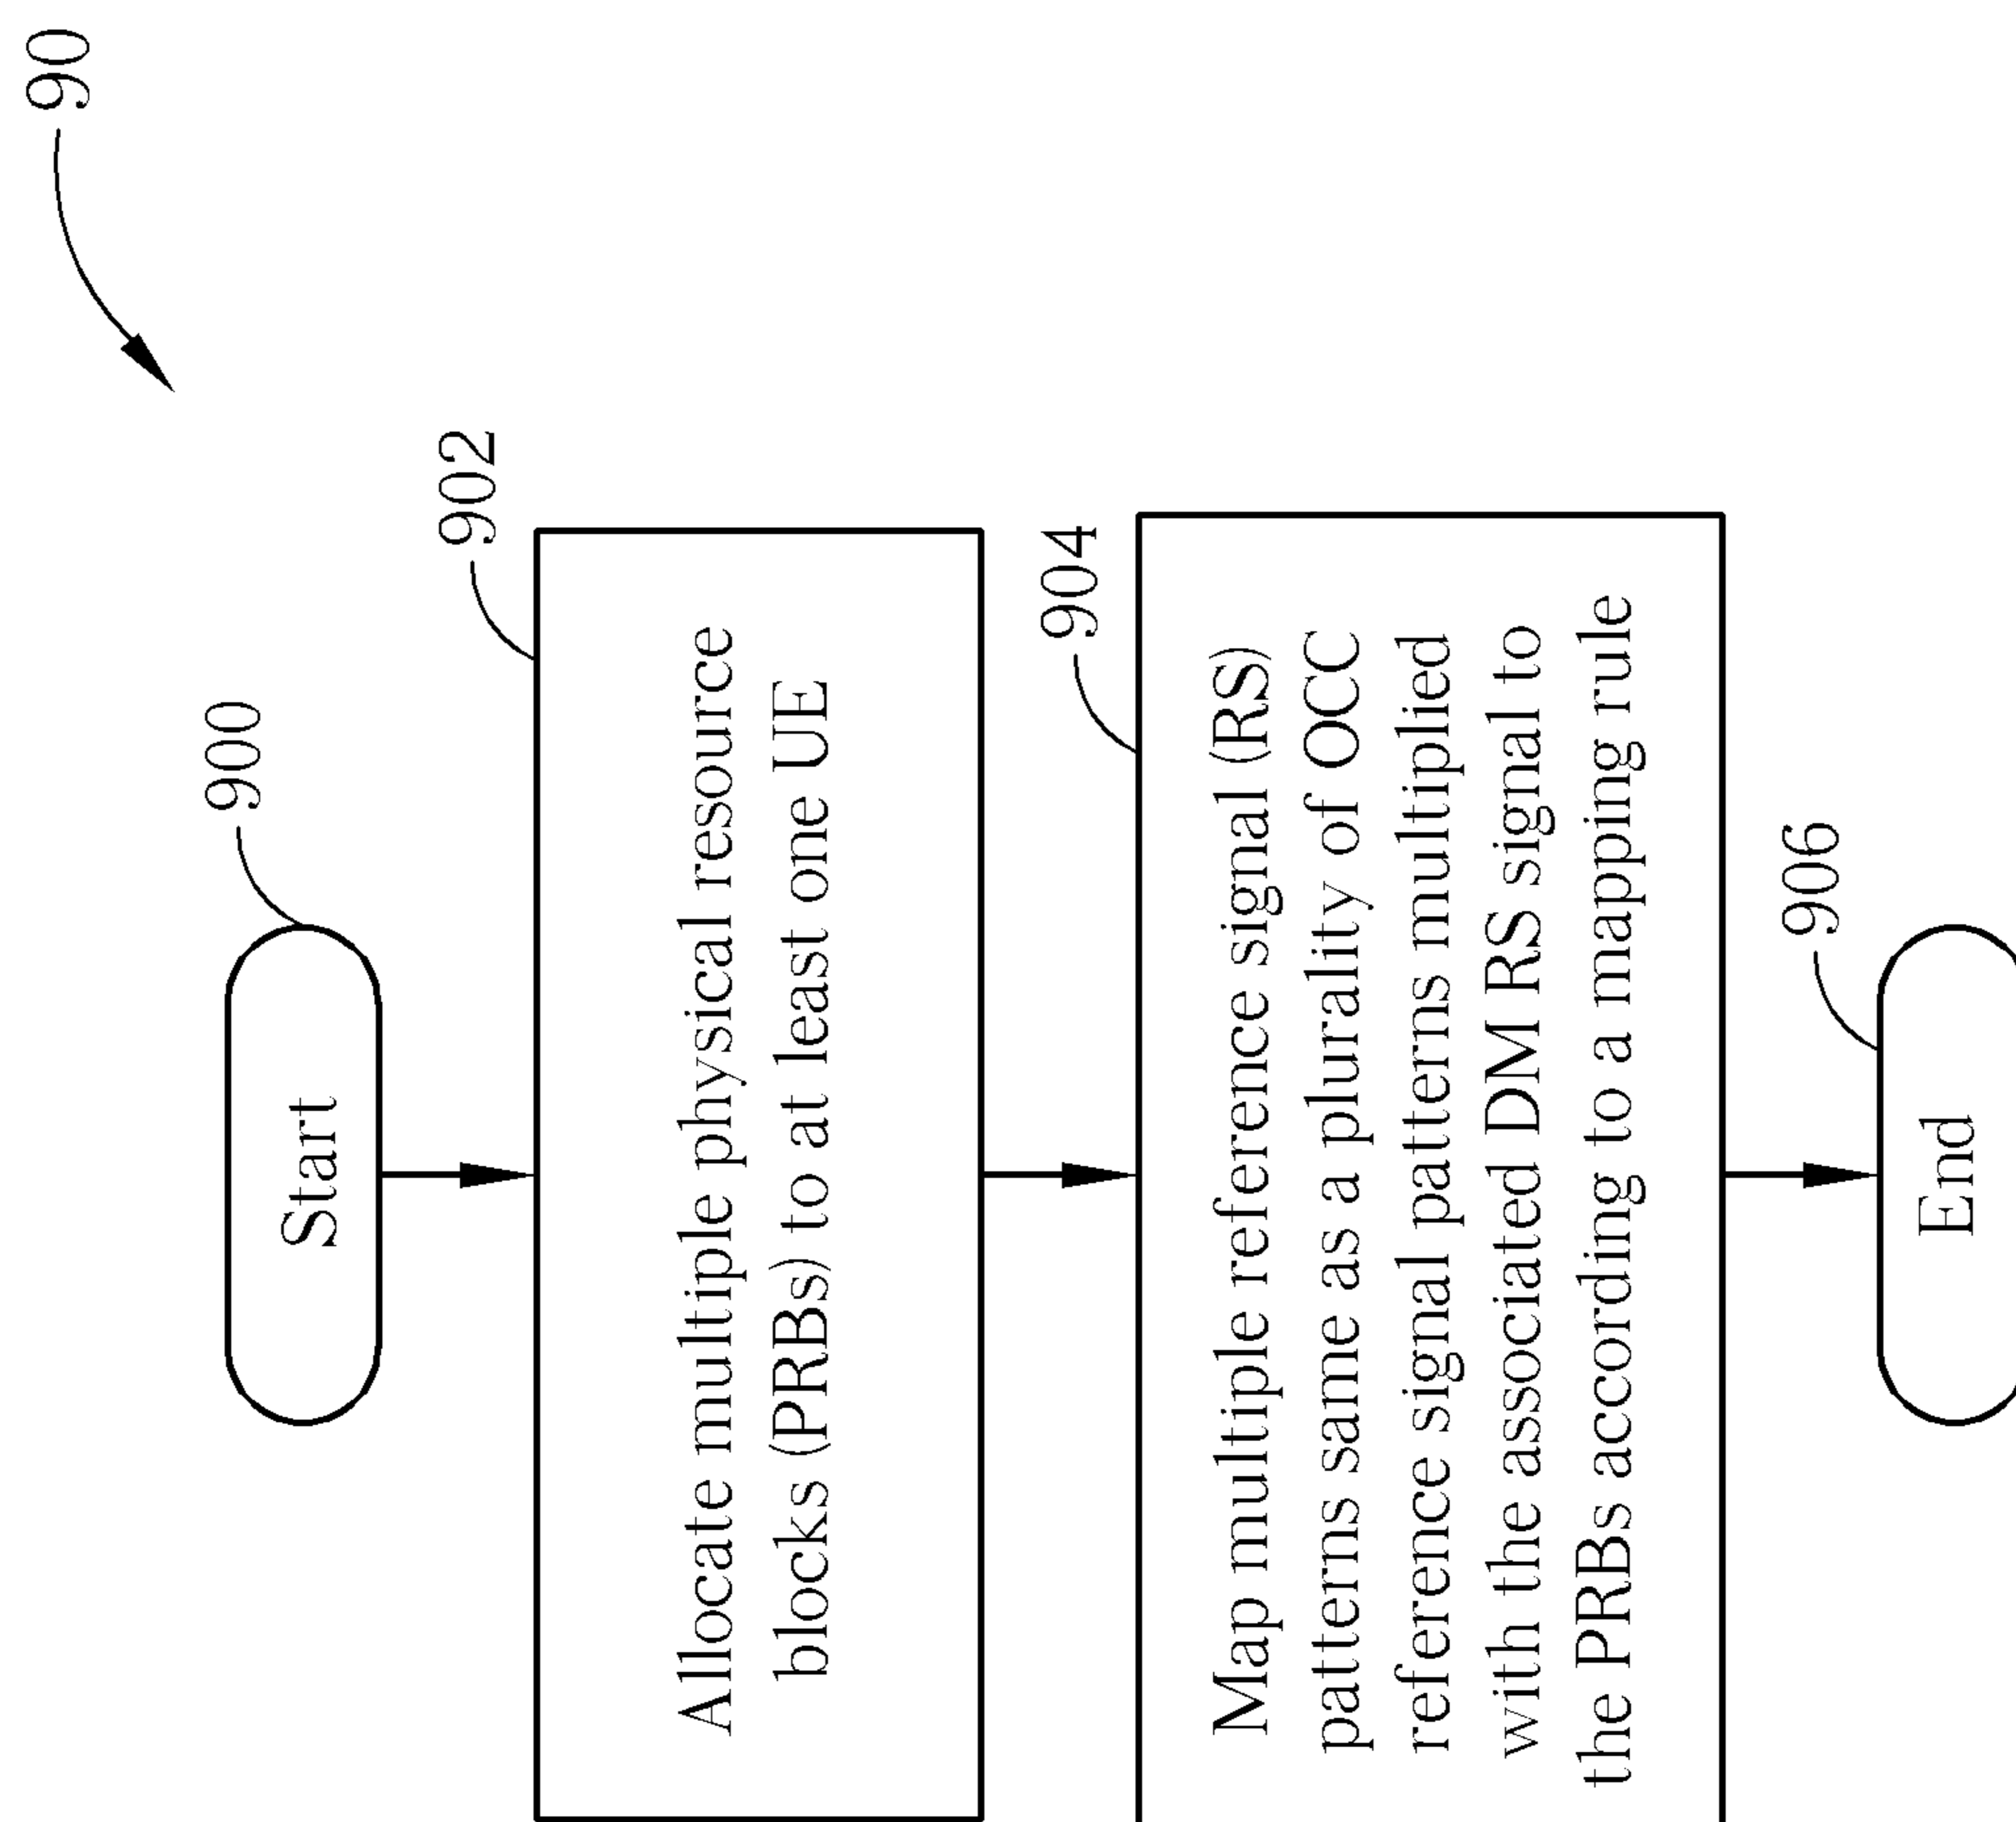 90
900
Start
902
Allocate multiple physical resource
blocks (PRBs) to at least one UE
904
Map multiple reference signal (RS)
patterns same as a plurality of OCC
reference signal patterns multiplied
with the associated DM RS signal to
the PRBs according to a mapping rule
906
End